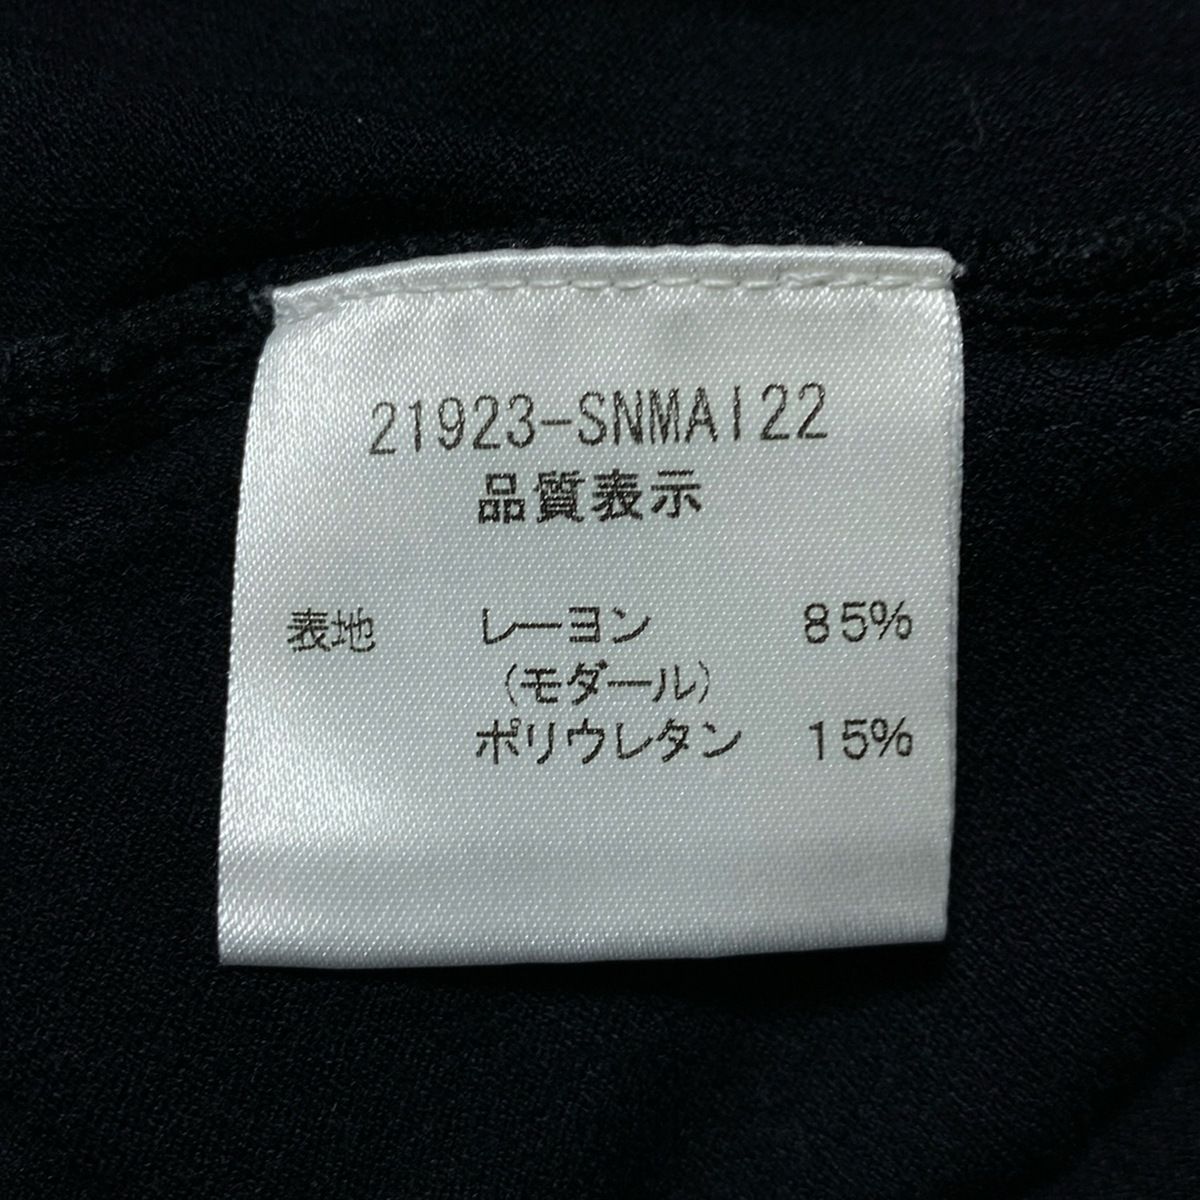 21923-SNMAI22
品質表示
表地 レーヨン 85%
(モダール)
ポリウレタン 15%